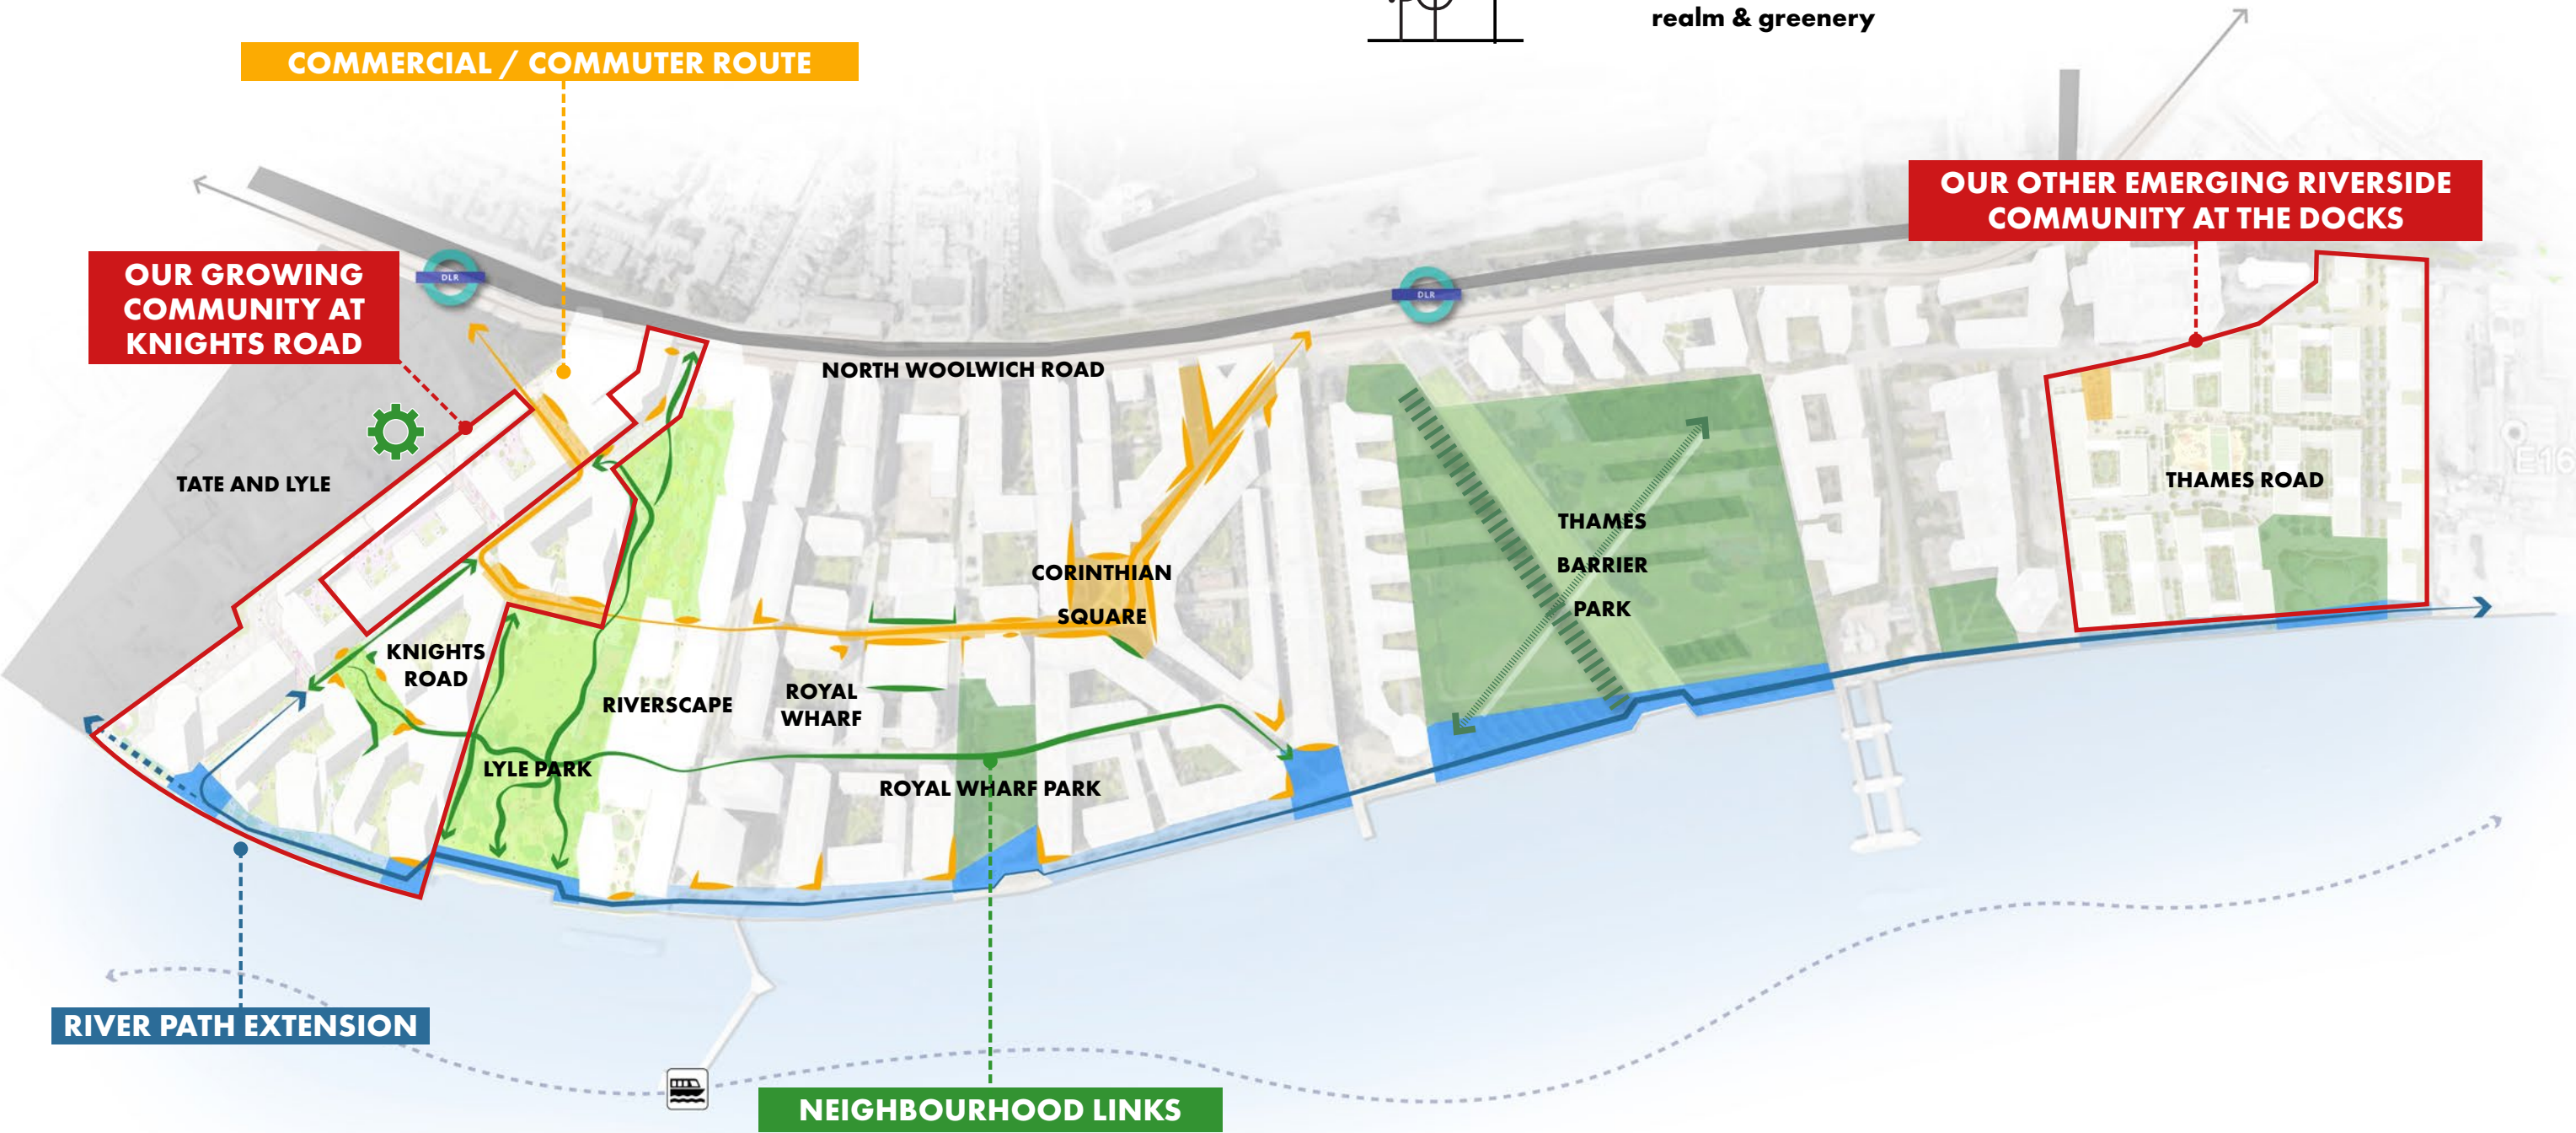 realm & greenery
COMMERCIAL / COMMUTER ROUTE
OUR OTHER EMERGING RIVERSIDE
COMMUNITY AT THE DOCKS
OUR GROWING
COMMUNITY AT
KNIGHTS ROAD
DLR
DLR
NORTH WOOLWICH ROAD
TATE AND LYLE
E16
THAMES ROAD
THAMES
BARRIER
PARK
CORINTHIAN
SQUARE
KNIGHTS
ROAD
RIVERSCAPE
ROYAL
WHARF
LYLE PARK
ROYAL WHARF PARK
RIVER PATH EXTENSION
NEIGHBOURHOOD LINKS